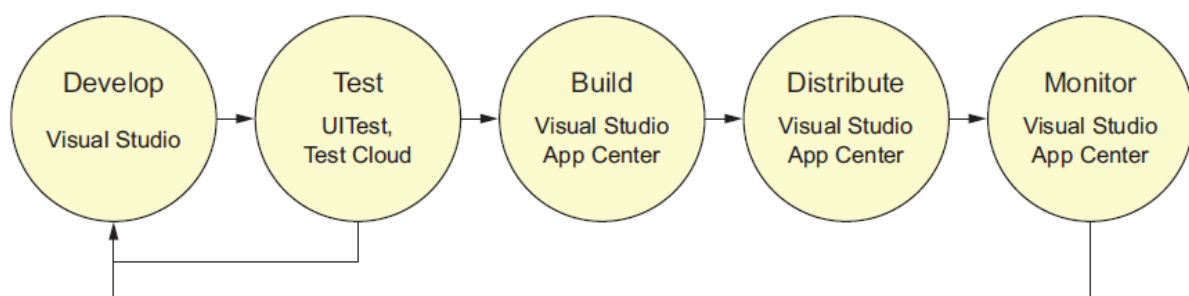 Develop
Visual Studio
Test
UITest,
Test Cloud
Build
Visual Studio
App Center
Distribute
Visual Studio
App Center
Monitor
Visual Studio
App Center